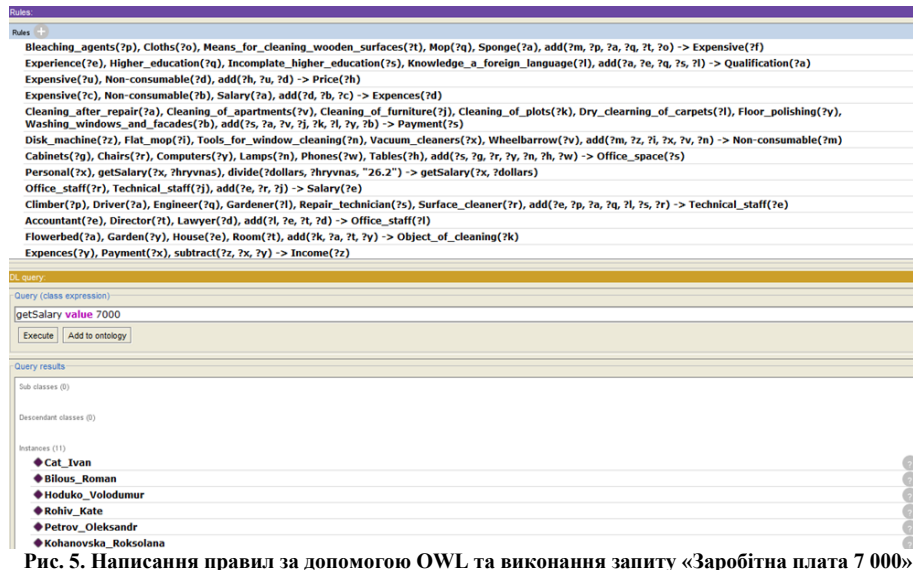 Rules:
Rules
Bleaching_agents(?p), Cloths(?o), Means_for_cleaning_wooden_surfaces(?t), Mop(?q), Sponge(?a), add(?m, ?p, ?a, ?q, ?t, ?o) -> Expensive(?f)
Experience(?e), Higher_education(?q), Incomplete_higher_education(?s), Knowledge_a_foreign_language(?l), add(?a, ?e, ?q, ?s, ?l) -> Qualification(?a)
Expensive(?u), Non-consumable(?d), add(?h, ?u, ?d) -> Price(?h)
Expensive(?c), Non-consumable(?b), Salary(?a), add(?d, ?b, ?c) -> Expences(?d)
Cleaning_after_repair(?a), Cleaning_of_apartments(?v), Cleaning_of_furniture(?j), Cleaning_of_plots(?k), Dry_clearning_of_carpets(?l), Floor_polishing(?y),
Washing_windows_and_facades(?b), add(?s, ?a, ?v, ?j, ?k, ?l, ?y, ?b) -> Payment(?s)
Disk_machine(?z), Flat_mop(?i), Tools_for_window_cleaning(?n), Vacuum_cleaners(?x), Wheelbarrow(?v), add(?m, ?z, ?i, ?x, ?v, ?n) -> Non-consumable(?m)
Cabinets(?g), Chairs(?r), Computers(?y), Lamps(?n), Phones(?w), Tables(?h), add(?s, ?g, ?r, ?y, ?n, ?h, ?w) -> Office_space(?s)
Personal(?x), getSalary(?x, ?hryvnas), divide(?dollars, ?hryvnas, "26.2") -> getSalary(?x, ?dollars)
Office_staff(?r), Technical_staff(?j), add(?e, ?r, ?j) -> Salary(?e)
Climber(?p), Driver(?a), Engineer(?q), Gardener(?l), Repair_technician(?s), Surface_cleaner(?r), add(?e, ?p, ?a, ?q, ?l, ?s, ?r) -> Technical_staff(?e)
Accountant(?e), Director(?t), Lawyer(?d), add(?l, ?e, ?t, ?d) -> Office_staff(?l)
Flowerbed(?a), Garden(?y), House(?e), Room(?t), add(?k, ?a, ?t, ?y) -> Object_of_cleaning(?k)
Expences(?y), Payment(?x), subtract(?z, ?x, ?y) -> Income(?z)
DL query:
Query (class expression)
getSalary value 7000
Execute Add to ontology
Query results
Sub classes (0)
Descendant classes (0)
Instances (11)
Cat_Ivan
Bilous_Roman
Hoduko_Volodumur
Rohiv_Kate
Petrov_Oleksandr
Kohanovska_Roksolana
Рис. 5. Написання правил за допомогою OWL та виконання запиту «Заробітна плата 7 000»